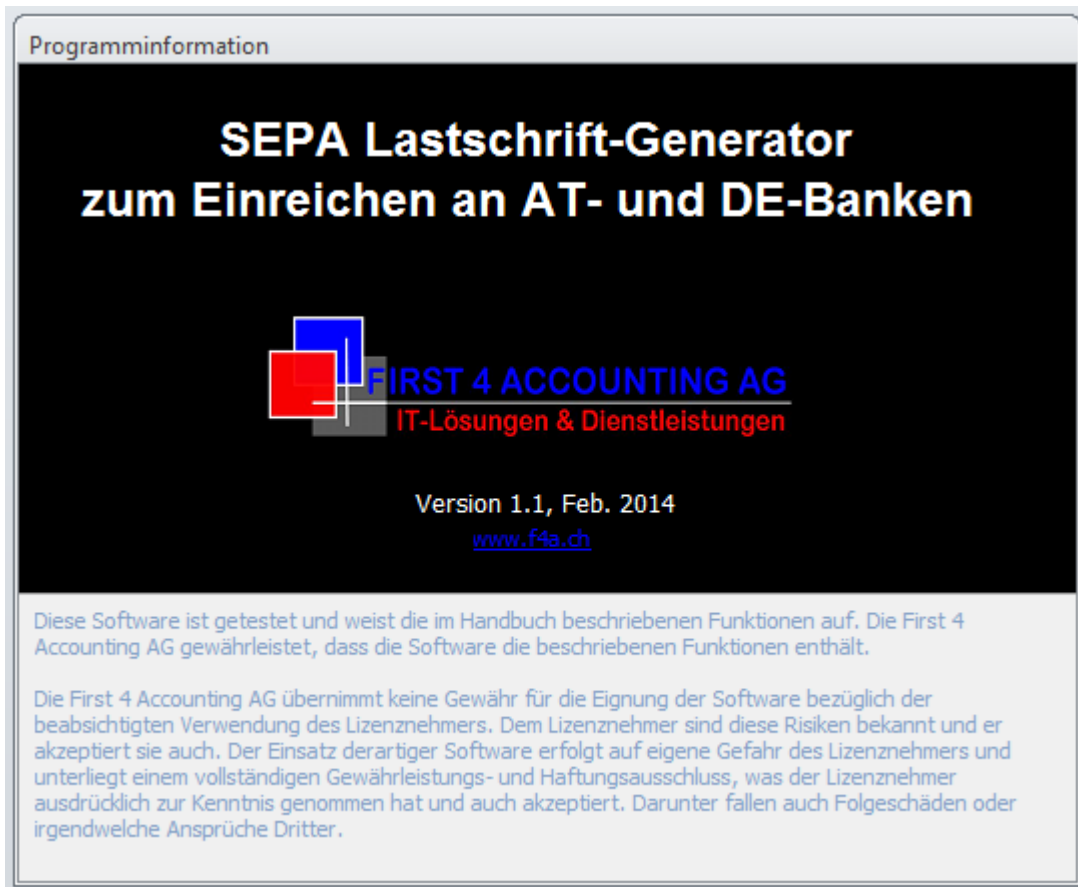 Programminformation
SEPA Lastschrift-Generator
zum Einreichen an AT- und DE-Banken
FIRST 4 ACCOUNTING AG
IT-Lösungen & Dienstleistungen
Version 1.1, Feb. 2014
www.f4a.ch
Diese Software ist getestet und weist die im Handbuch beschriebenen Funktionen auf. Die First 4
Accounting AG gewährleistet, dass die Software die beschriebenen Funktionen enthält.
Die First 4 Accounting AG übernimmt keine Gewähr für die Eignung der Software bezüglich der
beabsichtigten Verwendung des Lizenznehmers. Dem Lizenznehmer sind diese Risiken bekannt und er
akzeptiert sie auch. Der Einsatz derartiger Software erfolgt auf eigene Gefahr des Lizenznehmers und
unterliegt einem vollständigen Gewährleistungs- und Haftungsausschluss, was der Lizenznehmer
ausdrücklich zur Kenntnis genommen hat und auch akzeptiert. Darunter fallen auch Folgeschäden oder
irgendwelche Ansprüche Dritter.